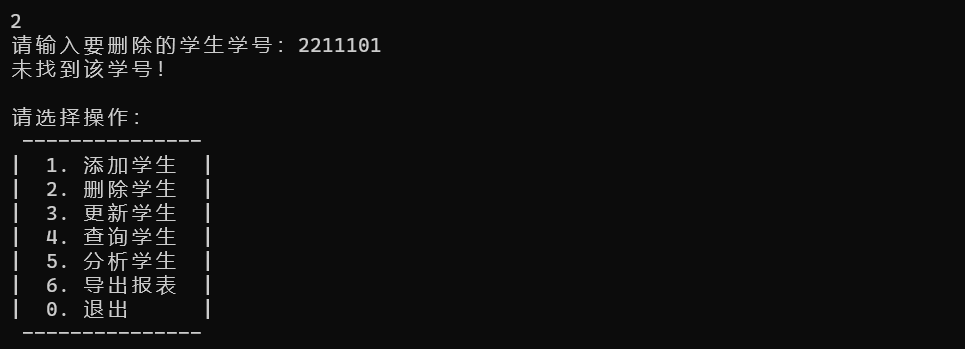 2
请输入要删除的学生学号: 2211101
未找到该学号!
请选择操作:
---------------
|  1. 添加学生  |
|  2. 删除学生  |
|  3. 更新学生  |
|  4. 查询学生  |
|  5. 分析学生  |
|  6. 导出报表  |
|  0. 退出      |
---------------